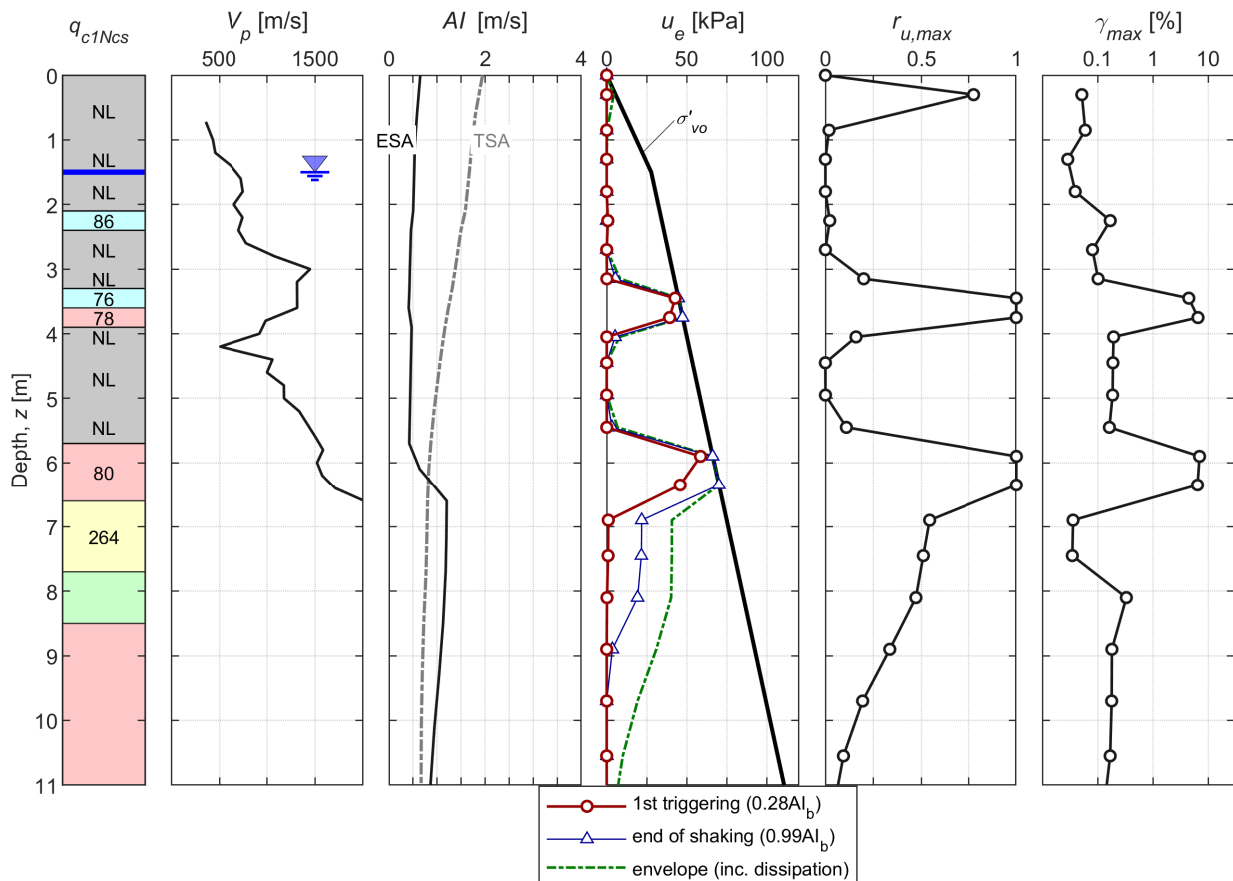 q_c1Ncs V_p [m/s] AI [m/s] u_e [kPa] r_u,max γ_max [%]
500 1500 0 2 4 0 50 100 0 0.5 1 0.1 1 10
0
NL
σ'_vo
1
ESA TSA
NL
NL
2
86
NL
3
NL
76
78
4
NL
NL
5
NL
6
80
7
264
8
9
10
11
Depth, z [m]
1st triggering (0.28AI_b)
end of shaking (0.99AI_b)
envelope (inc. dissipation)